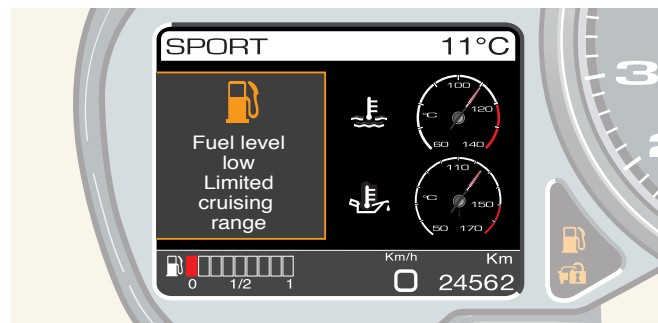 SPORT 11°C
Fuel level
low
Limited
cruising
range
100
°C 120
60 140
110
°C 150
50 170
0 1/2 1
Km/h
0
Km
24562
3